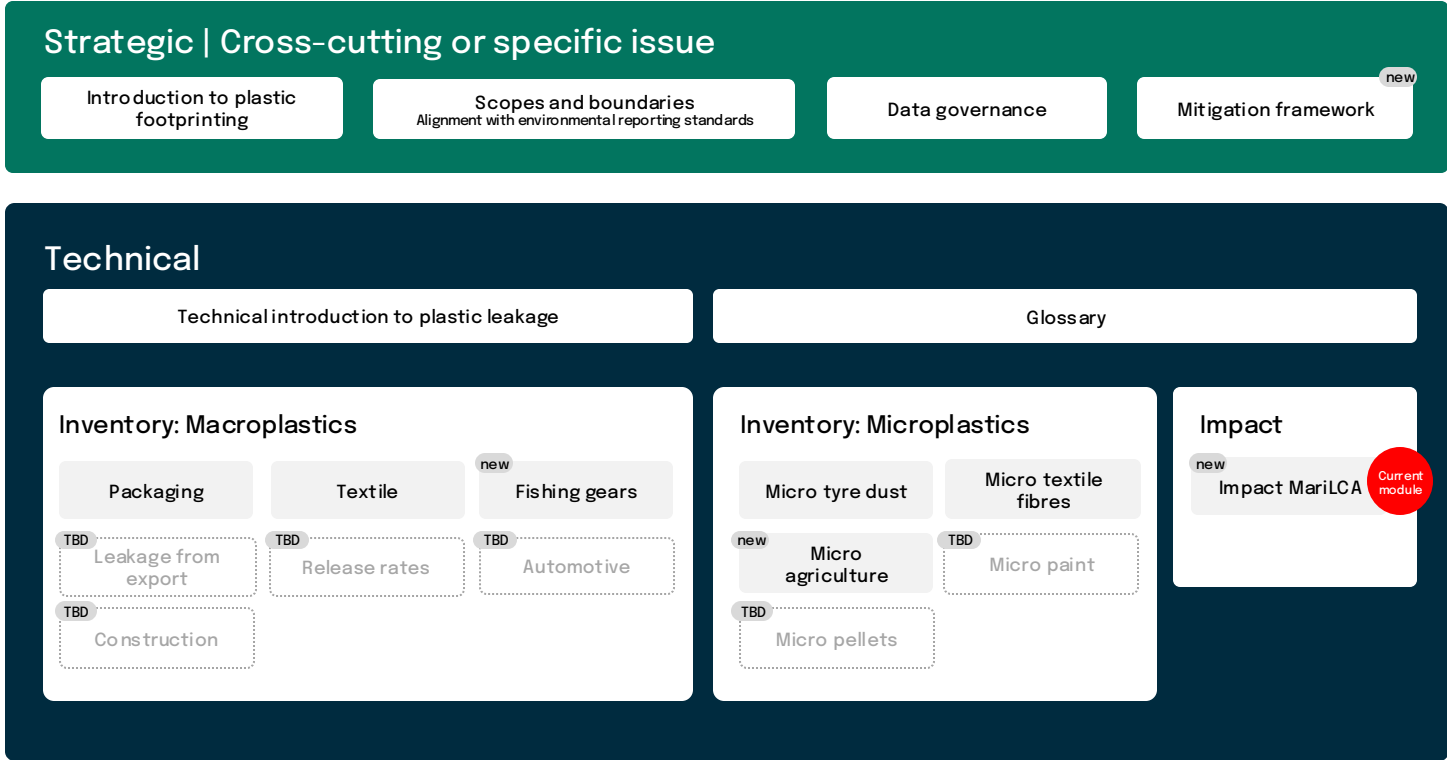 Strategic | Cross-cutting or specific issue
new
Introduction to plastic
footprinting
Scopes and boundaries
Alignment with environmental reporting standards
Data governance
Mitigation framework
Technical
Technical introduction to plastic leakage
Glossary
Inventory: Macroplastics
Packaging
Textile
new
Fishing gears
TBD
Leakage from
export
TBD
Release rates
TBD
Automotive
TBD
Construction
Inventory: Microplastics
Micro tyre dust
Micro textile
fibres
new
Micro
agriculture
TBD
Micro paint
TBD
Micro pellets
Impact
new
Impact MariLCA
Current
module